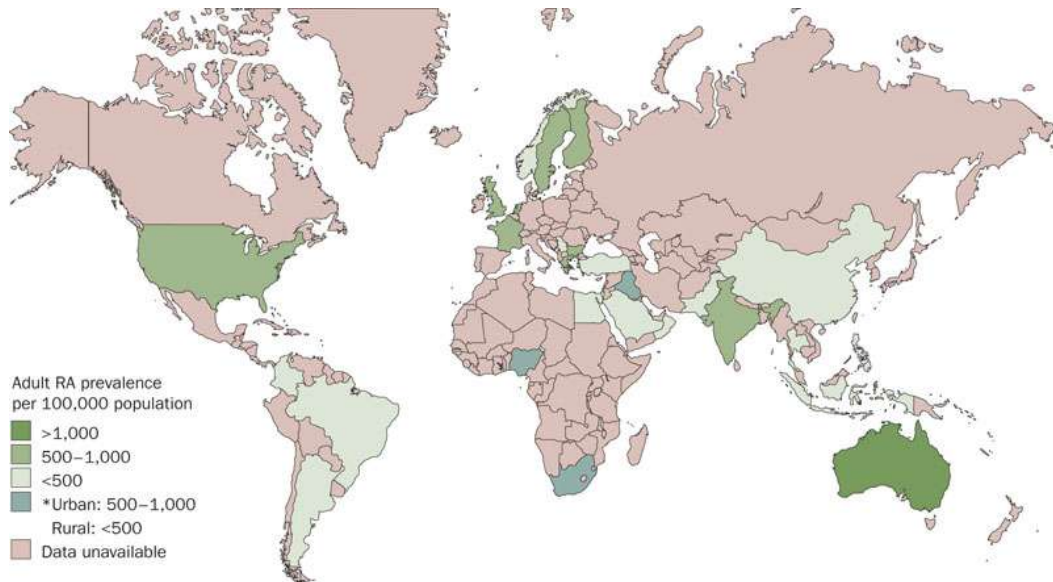 Adult RA prevalence
per 100,000 population
>1,000
500–1,000
<500
*Urban: 500–1,000
Rural: <500
Data unavailable